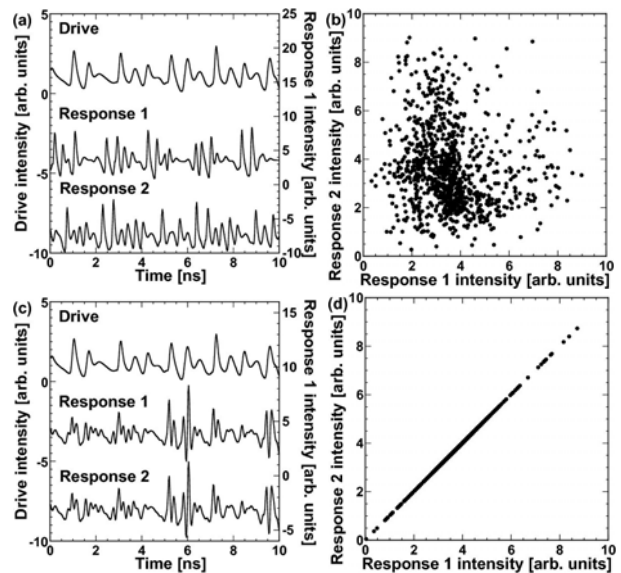 (a)
Drive
Response 1
Response 2
Drive intensity [arb. units]
5
0
-5
-10
Response 1 intensity [arb. units]
25
20
15
10
5
0
-5
-10
0 2 4 6 8 10
Time [ns]
(b)
Response 2 intensity [arb. units]
10
8
6
4
2
0
0 2 4 6 8 10
Response 1 intensity [arb. units]
(c)
Drive
Response 1
Response 2
Drive intensity [arb. units]
5
0
-5
-10
Response 1 intensity [arb. units]
15
10
5
0
-5
0 2 4 6 8 10
Time [ns]
(d)
Response 2 intensity [arb. units]
10
8
6
4
2
0
0 2 4 6 8 10
Response 1 intensity [arb. units]